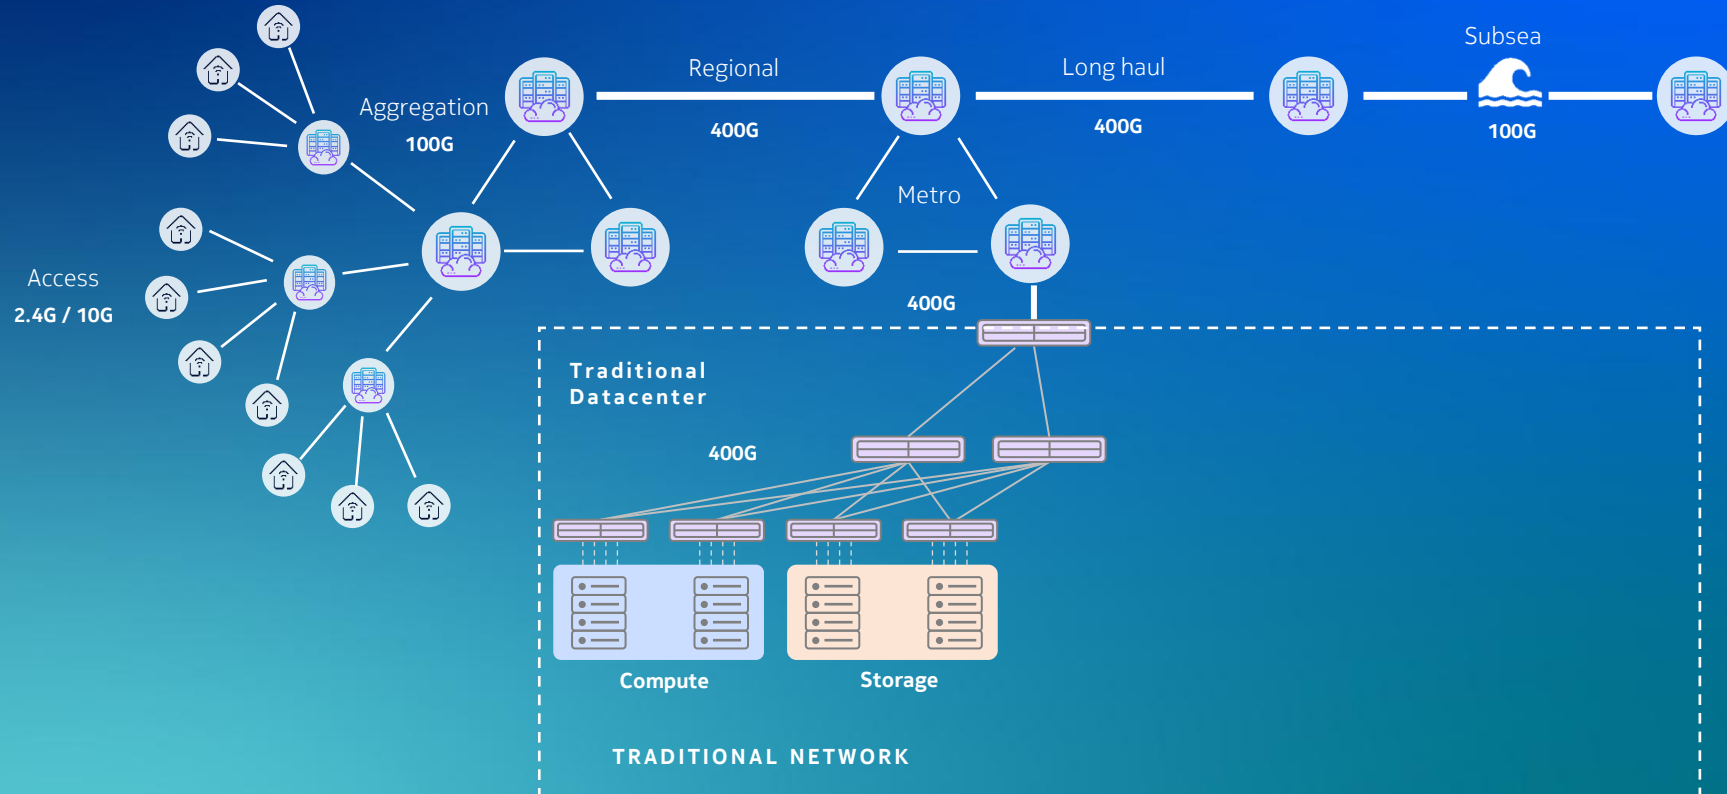 Subsea
Regional
Long haul
Aggregation
100G
400G
400G
100G
Metro
Access
2.4G / 10G
400G
Traditional
Datacenter
400G
Compute
Storage
TRADITIONAL NETWORK